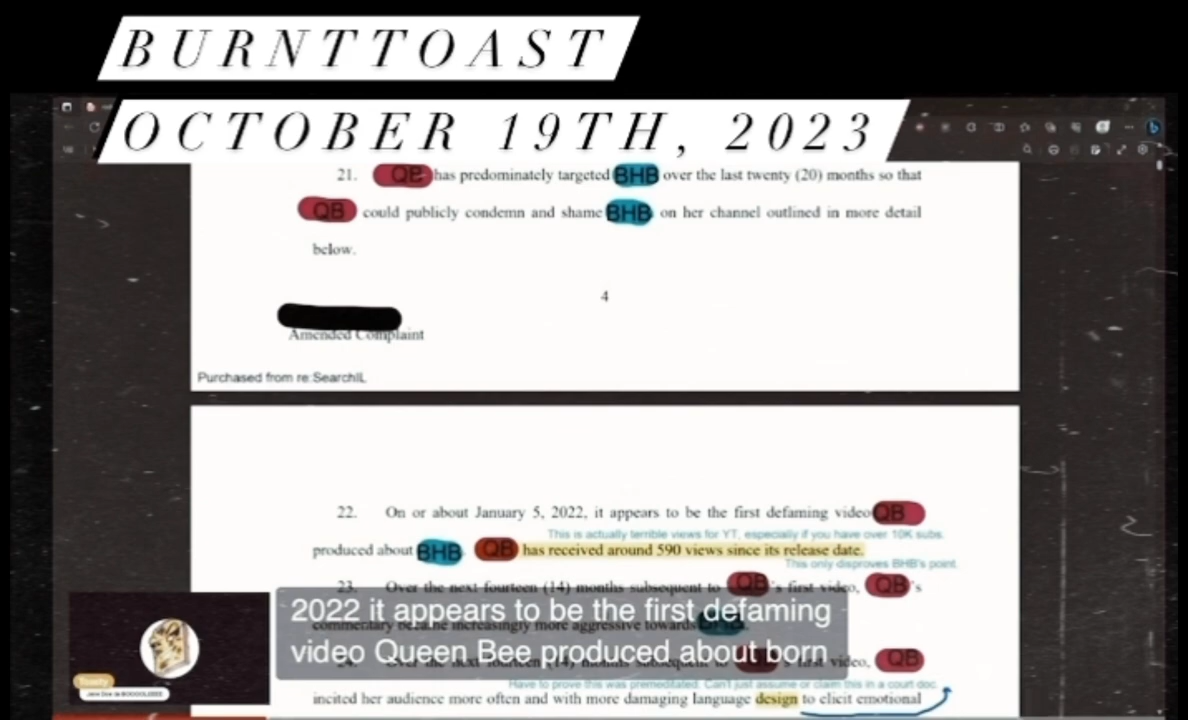 BURNTTOAST
OCTOBER 19TH, 2023
21. QB has predominately targeted BHB over the last twenty (20) months so that
QB could publicly condemn and shame BHB on her channel outlined in more detail
below.
4
Amended Complaint
Purchased from re:SearchIL
22. On or about January 5, 2022, it appears to be the first defaming video QB
This is actually terrible views for YT, especially if you have over 10K subs.
produced about BHB QB has received around 590 views since its release date.
This only disproves BHB's point
23. Over the next fourteen (14) months subsequent to QB's first video, QB's
commentary became increasingly more aggressive towards BHB
2022 it appears to be the first defaming
video Queen Bee produced about born
Over the next fourteen (14) months subsequent to first video, QB
Have to prove this was premeditated. Can't just assume or claim this in a court doc.
incited her audience more often and with more damaging language design to elicit emotional
Toasty